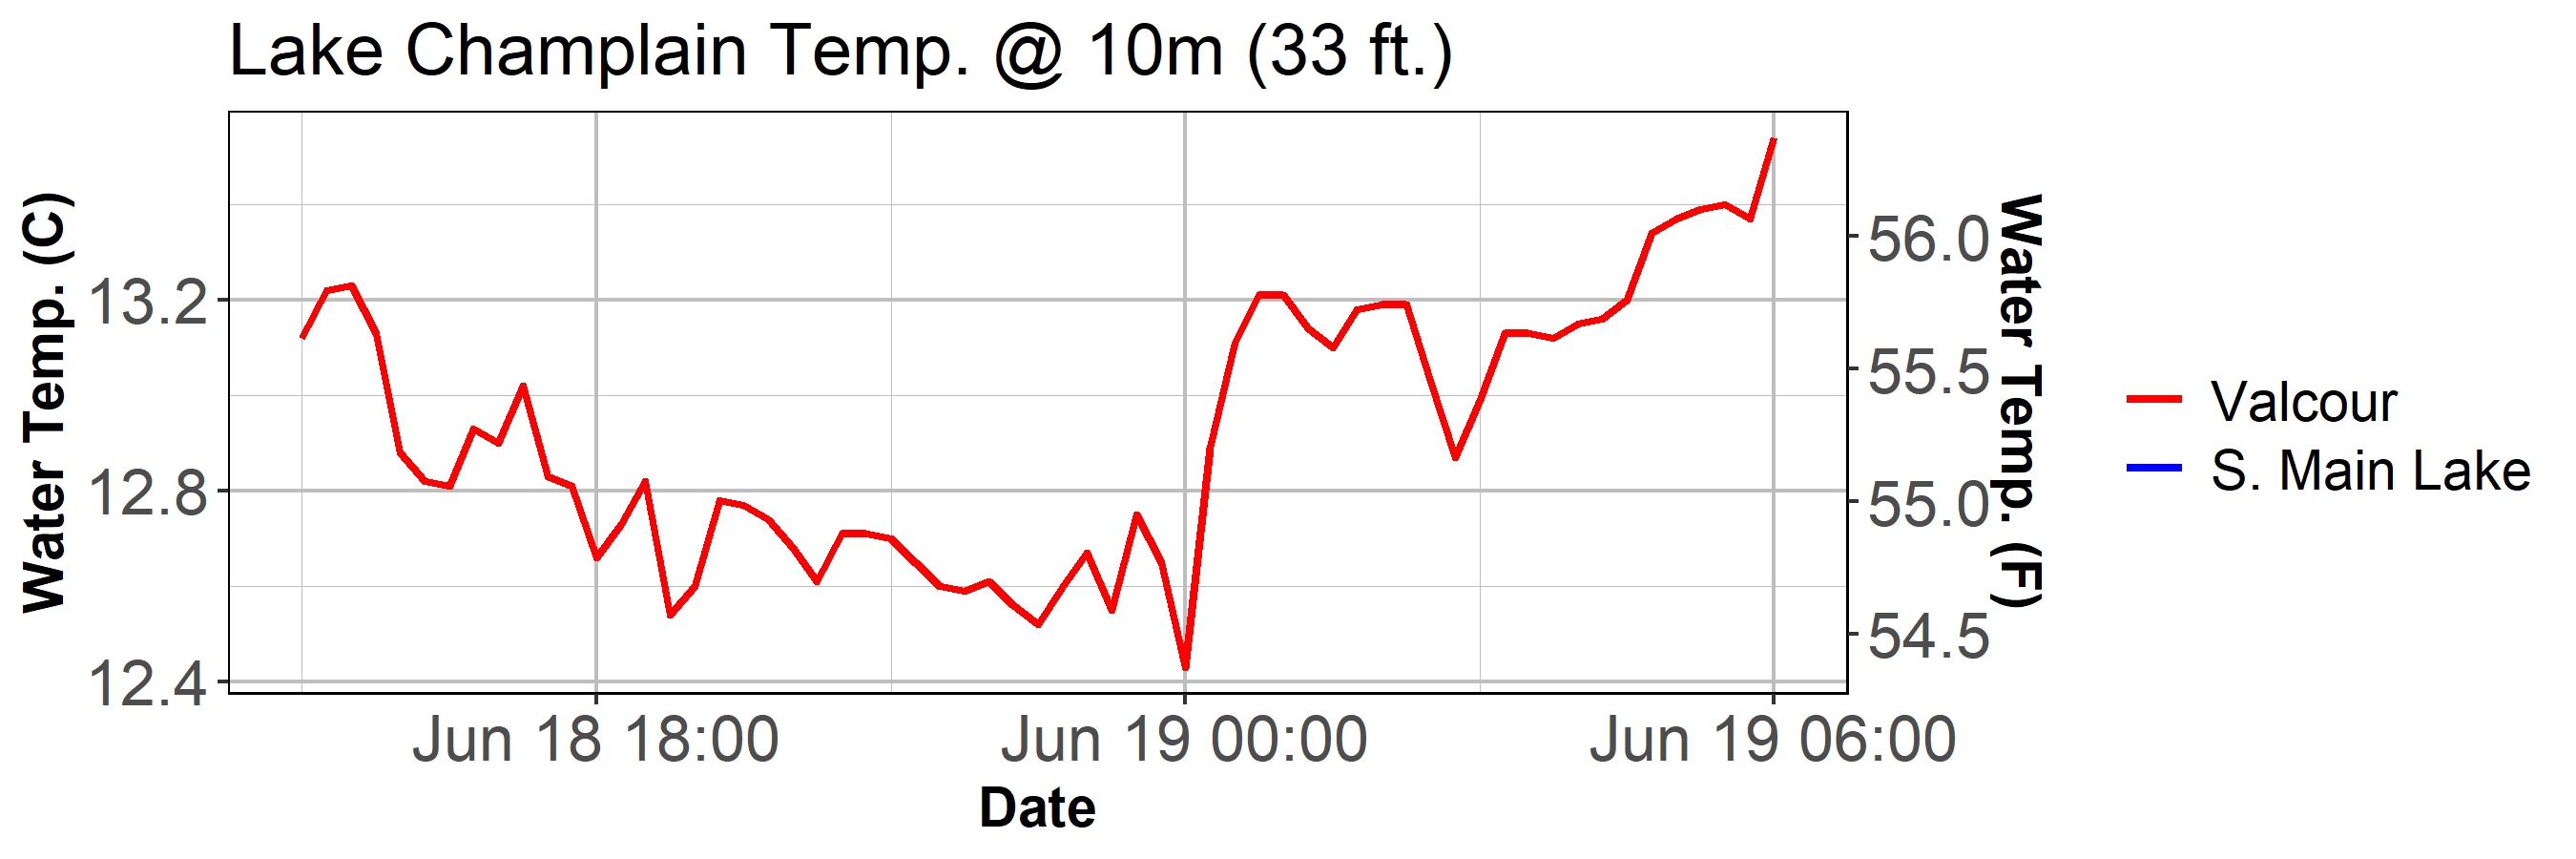 Lake Champlain Temp. @ 10m (33 ft.)
Water Temp. (C)
13.2
12.8
12.4
56.0
55.5
55.0
54.5
Water Temp. (F)
Jun 18 18:00
Jun 19 00:00
Jun 19 06:00
Date
Valcour
S. Main Lake